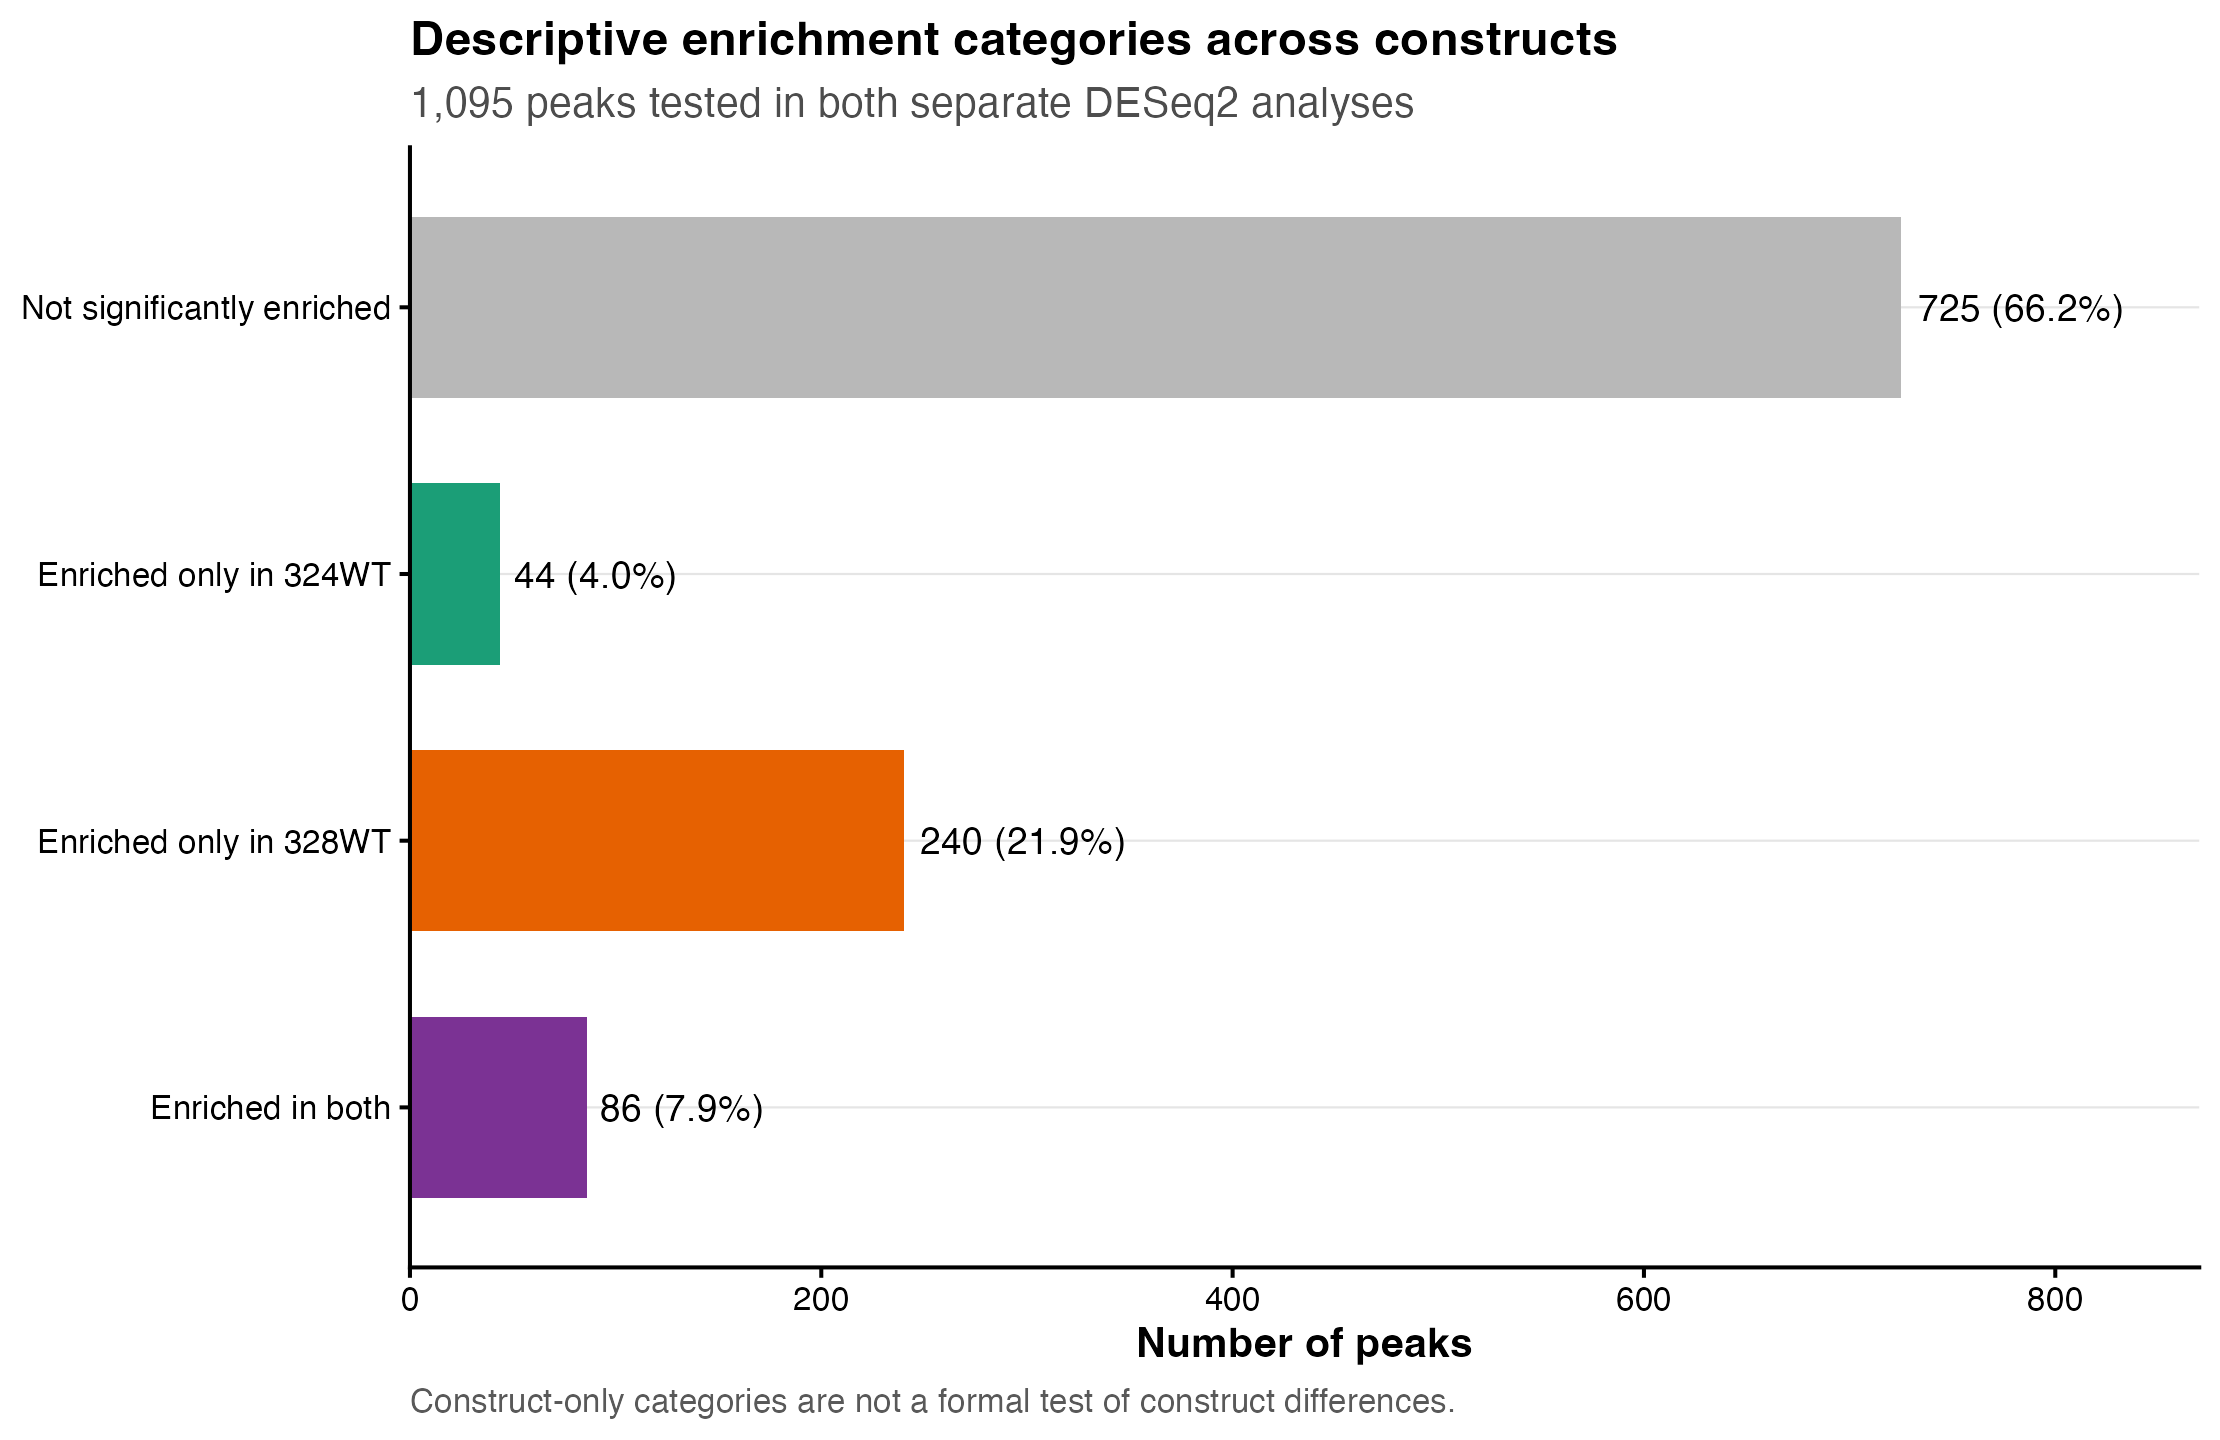 Descriptive enrichment categories across constructs
1,095 peaks tested in both separate DESeq2 analyses
Not significantly enriched
725 (66.2%)
Enriched only in 324WT
44 (4.0%)
Enriched only in 328WT
240 (21.9%)
Enriched in both
86 (7.9%)
0 200 400 600 800
Number of peaks
Construct-only categories are not a formal test of construct differences.